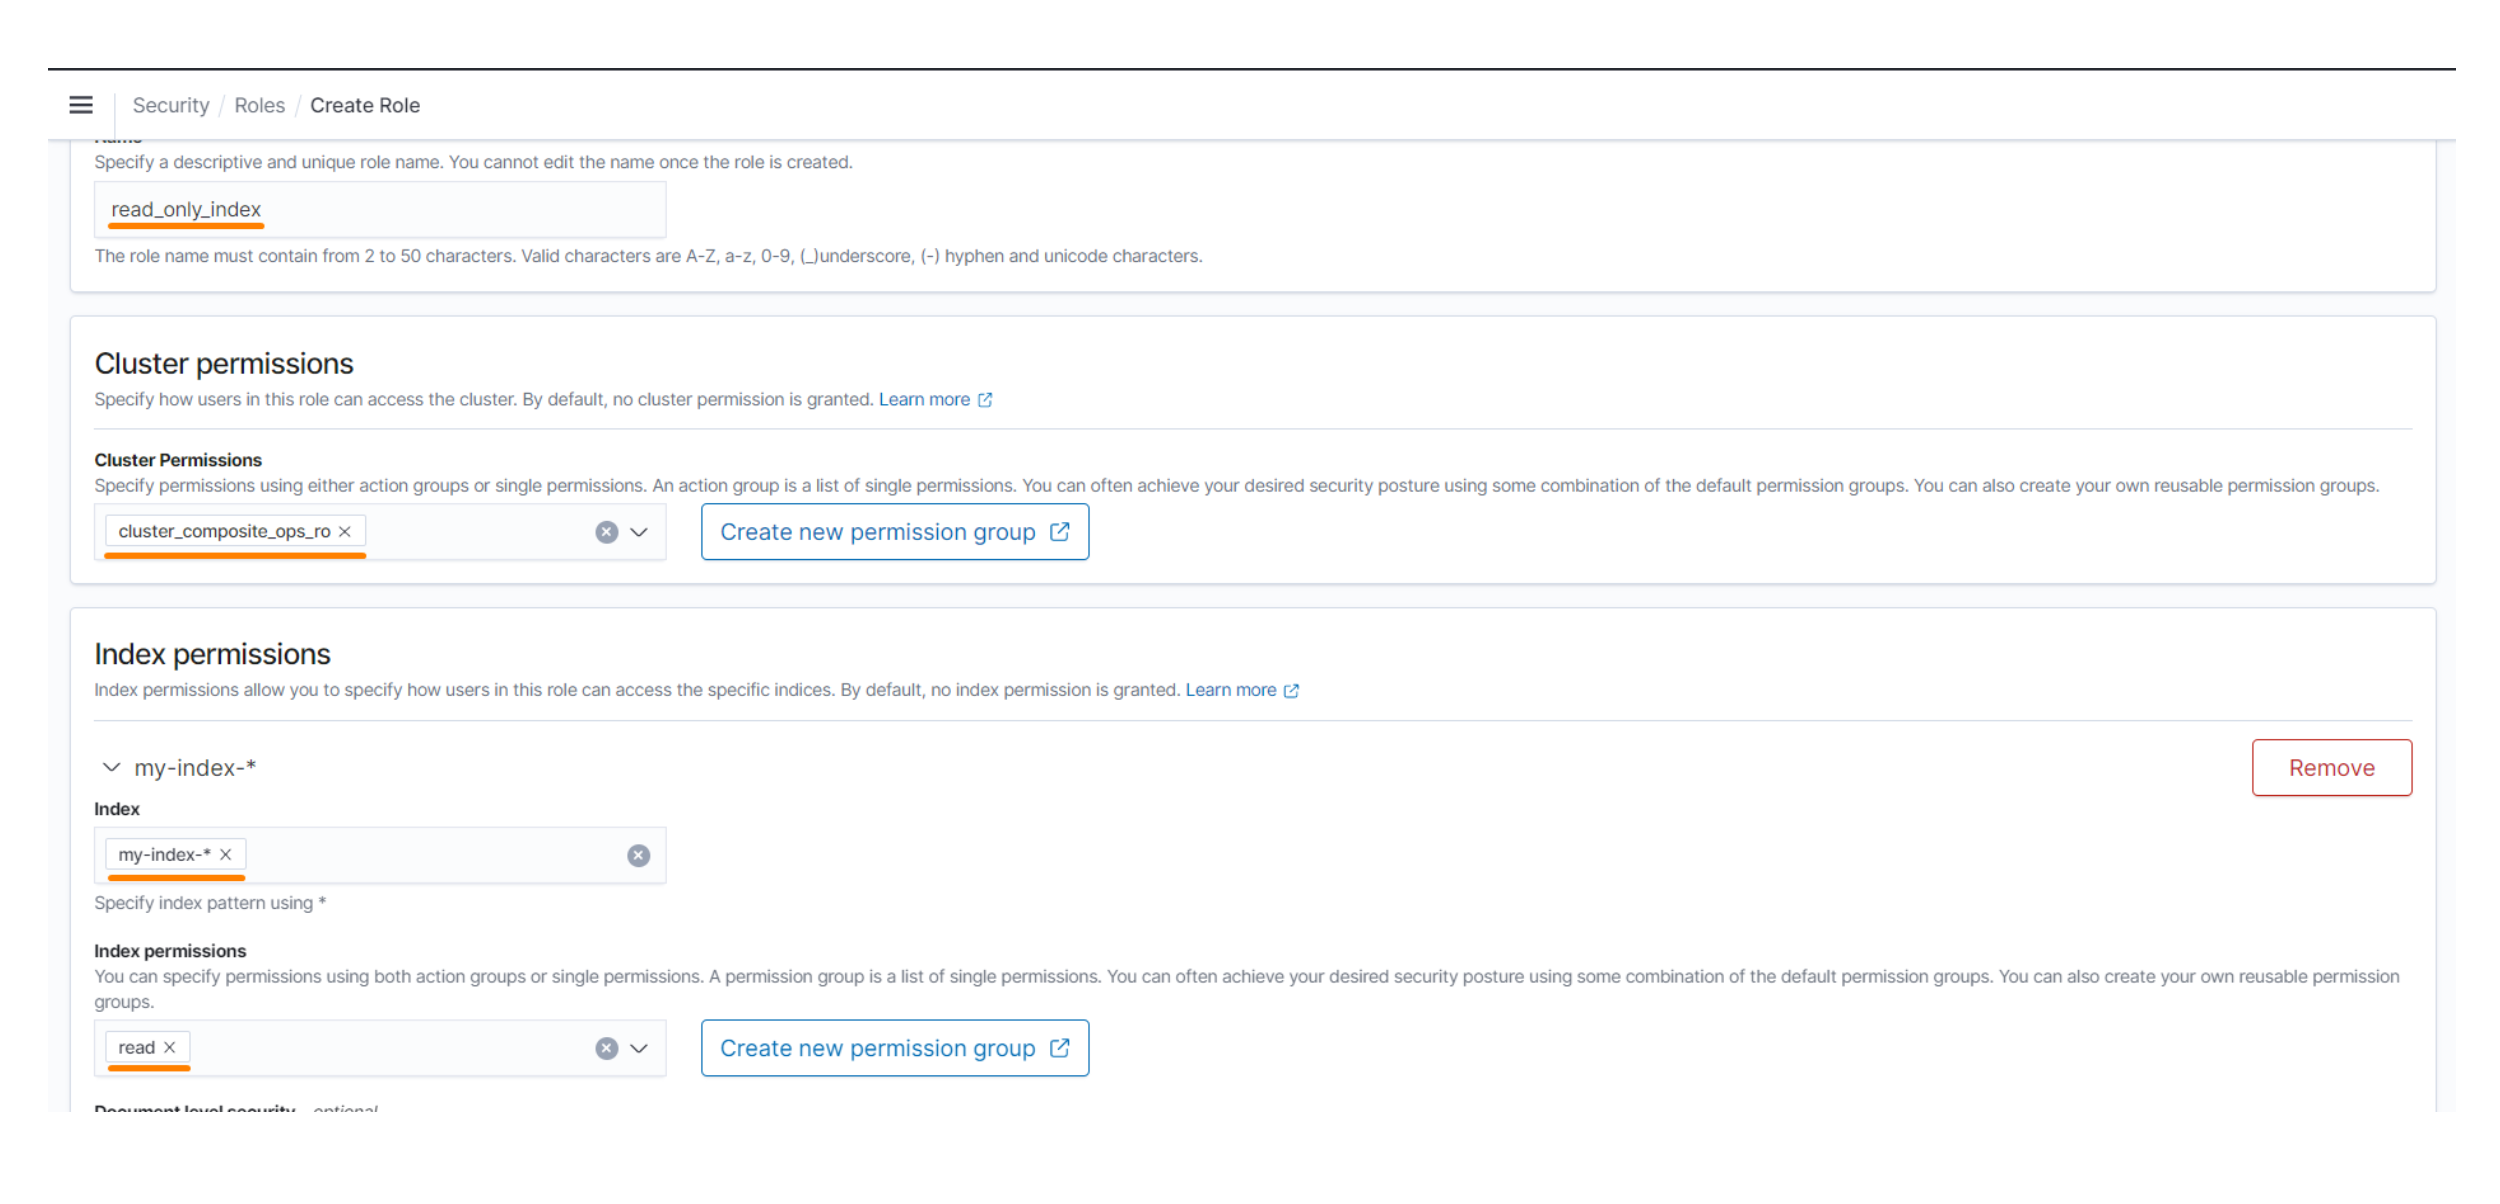 Security / Roles / Create Role
Name
Specify a descriptive and unique role name. You cannot edit the name once the role is created.
read_only_index
The role name must contain from 2 to 50 characters. Valid characters are A-Z, a-z, 0-9, (_)underscore, (-) hyphen and unicode characters.
Cluster permissions
Specify how users in this role can access the cluster. By default, no cluster permission is granted. Learn more
Cluster Permissions
Specify permissions using either action groups or single permissions. An action group is a list of single permissions. You can often achieve your desired security posture using some combination of the default permission groups. You can also create your own reusable permission groups.
cluster_composite_ops_ro
Create new permission group
Index permissions
Index permissions allow you to specify how users in this role can access the specific indices. By default, no index permission is granted. Learn more
my-index-*
Remove
Index
my-index-*
Specify index pattern using *
Index permissions
You can specify permissions using both action groups or single permissions. A permission group is a list of single permissions. You can often achieve your desired security posture using some combination of the default permission groups. You can also create your own reusable permission
groups.
read
Create new permission group
Document level security - optional